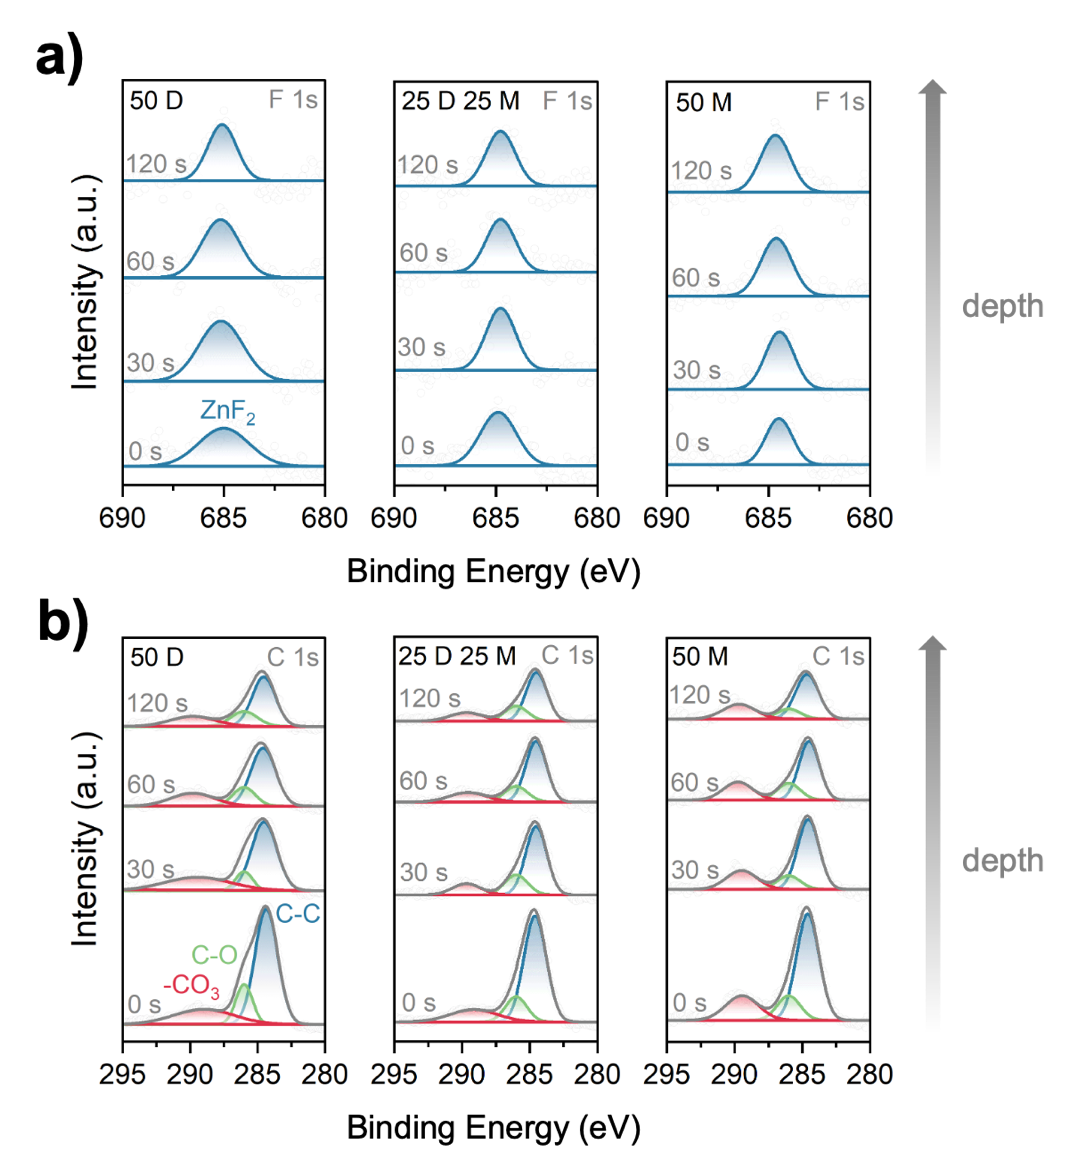 a)
50 D F 1s
120 s
60 s
30 s
ZnF2
0 s
690 685 680
25 D 25 M F 1s
120 s
60 s
30 s
0 s
690 685 680
50 M F 1s
120 s
60 s
30 s
0 s
690 685 680
Intensity (a.u.)
Binding Energy (eV)
depth
b)
50 D C 1s
120 s
60 s
30 s
C-C
C-O
-CO3
0 s
295 290 285 280
25 D 25 M C 1s
120 s
60 s
30 s
0 s
295 290 285 280
50 M C 1s
120 s
60 s
30 s
0 s
295 290 285 280
Intensity (a.u.)
Binding Energy (eV)
depth